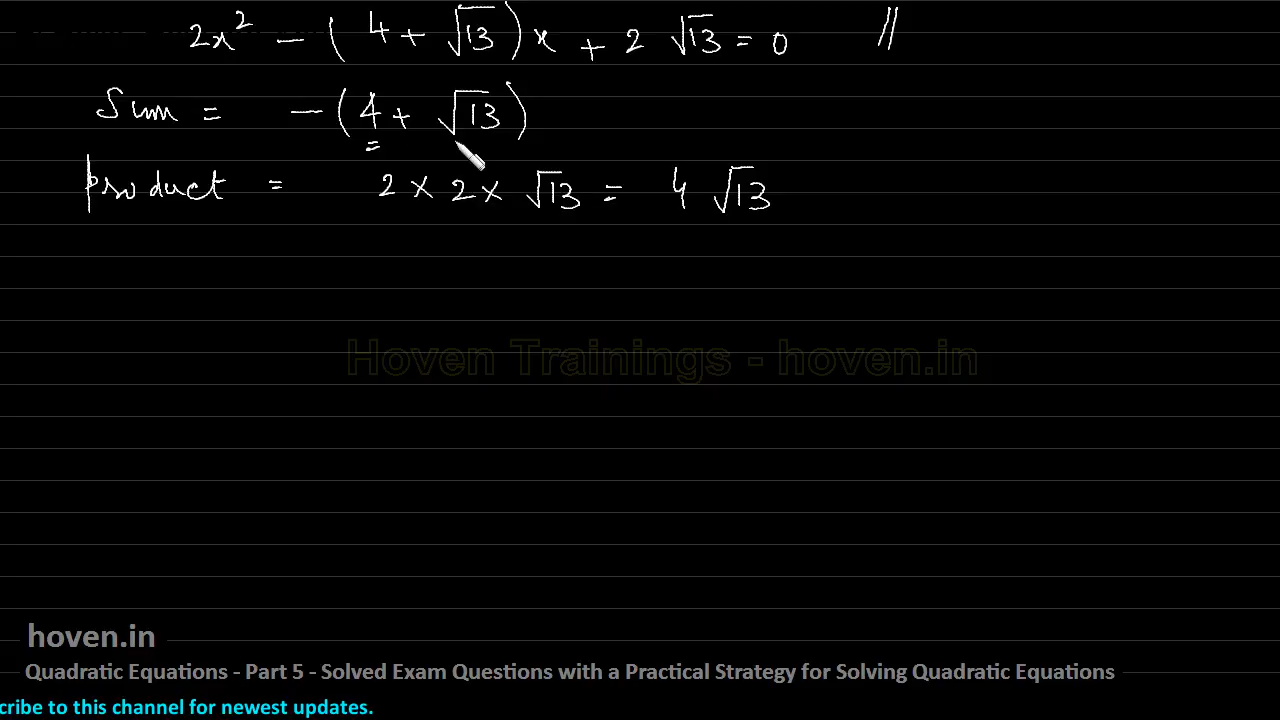 2x² - (4 + √13)x + 2√13 = 0 //
Sum = -(4 + √13)
product = 2 × 2 × √13 = 4√13
Hoven Trainings - hoven.in
hoven.in
Quadratic Equations - Part 5 - Solved Exam Questions with a Practical Strategy for Solving Quadratic Equations
cribe to this channel for newest updates.